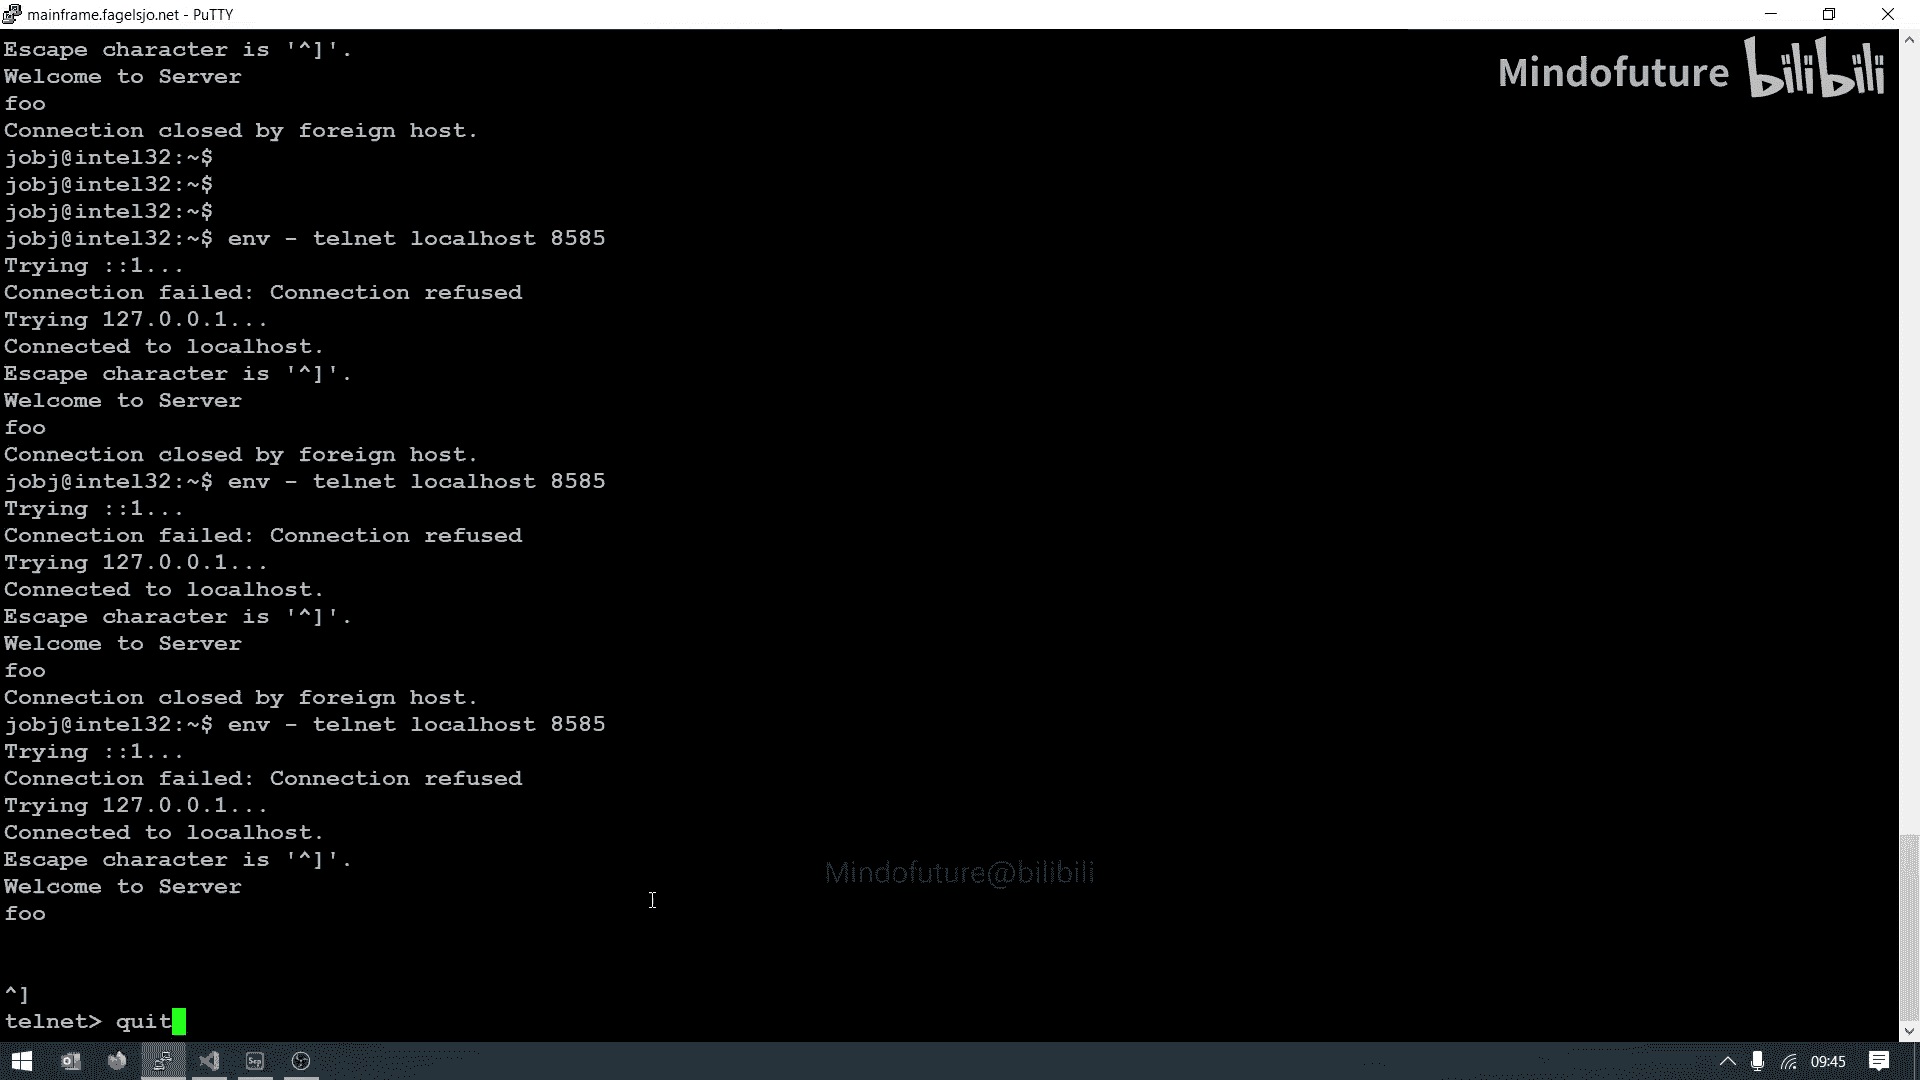 mainframe.fagelsjo.net - PuTTY
Escape character is '^]'.
Welcome to Server
foo
Connection closed by foreign host.
jobj@intel32:~$
jobj@intel32:~$
jobj@intel32:~$
jobj@intel32:~$ env - telnet localhost 8585
Trying ::1...
Connection failed: Connection refused
Trying 127.0.0.1...
Connected to localhost.
Escape character is '^]'.
Welcome to Server
foo
Connection closed by foreign host.
jobj@intel32:~$ env - telnet localhost 8585
Trying ::1...
Connection failed: Connection refused
Trying 127.0.0.1...
Connected to localhost.
Escape character is '^]'.
Welcome to Server
foo
Connection closed by foreign host.
jobj@intel32:~$ env - telnet localhost 8585
Trying ::1...
Connection failed: Connection refused
Trying 127.0.0.1...
Connected to localhost.
Escape character is '^]'.
Welcome to Server
foo
^]
telnet> quit
Mindofuture bilibili
Mindofuture@bilibili
Sep
09:45